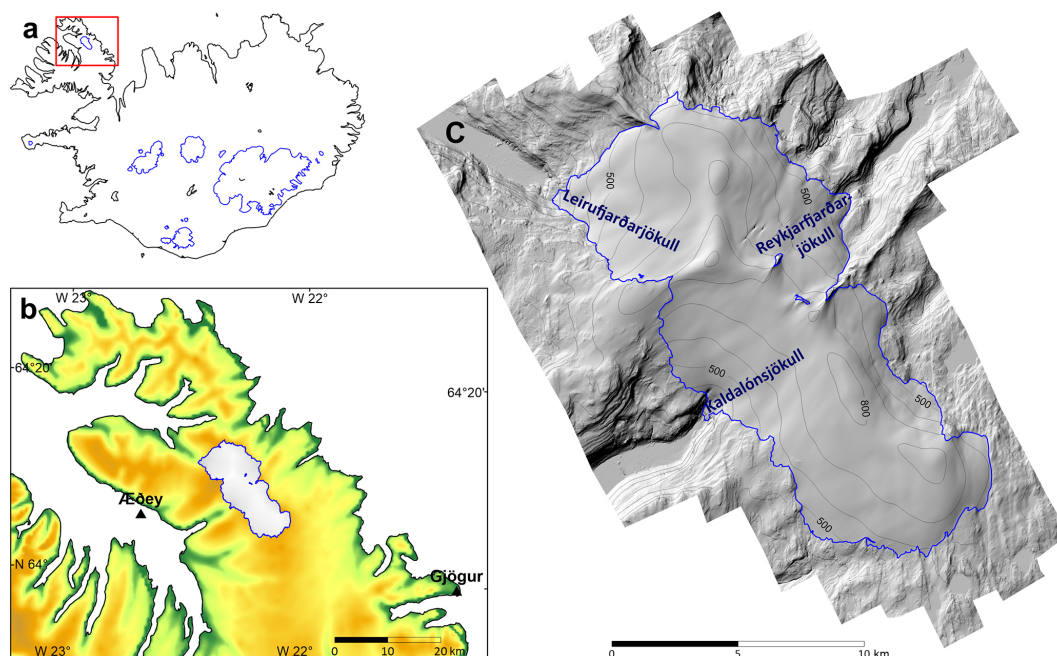 a
b
W 23°
W 22°
64°20'
64°20'
Æðey
N 64°
Gjögur
W 23°
W 22°
0
10
20 km
C
500
500
Leirufjarðarjökull
Reykjarfjarðar
jökull
500
Kaldalónsjökull
800
500
500
0
5
10 km